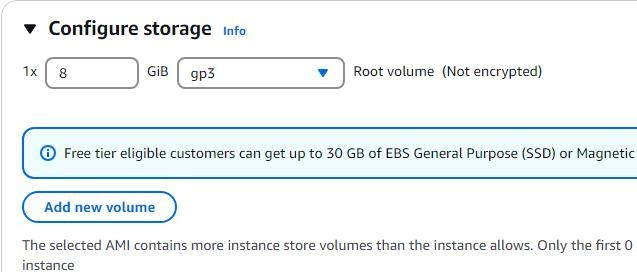 Configure storage Info
1x 8 GiB gp3 Root volume (Not encrypted)
Free tier eligible customers can get up to 30 GB of EBS General Purpose (SSD) or Magnetic
Add new volume
The selected AMI contains more instance store volumes than the instance allows. Only the first 0
instance